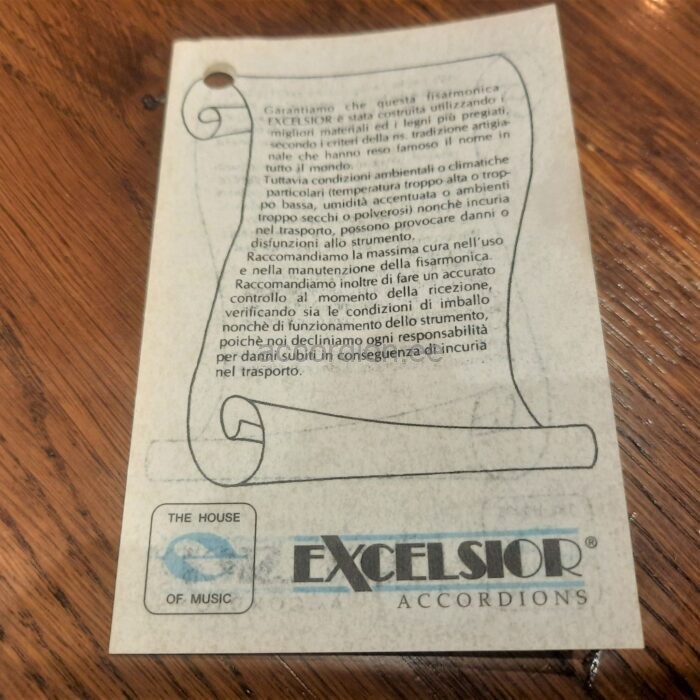 Garantiamo che questa fisarmonica
EXCELSIOR è stata costruita utilizzando i
migliori materiali ed i legni più pregiati,
secondo i criteri della ns. tradizione artigia-
nale che hanno reso famoso il nome in
tutto il mondo.
Tuttavia condizioni ambientali o climatiche
particolari (temperatura troppo alta o trop-
po bassa, umidità accentuata o ambienti
troppo secchi o polverosi) nonchè incuria
nel trasporto, possono provocare danni o
disfunzioni allo strumento.
Raccomandiamo la massima cura nell'uso
e nella manutenzione della fisarmonica.
Raccomandiamo inoltre di fare un accurato
controllo al momento della ricezione,
verificando sia le condizioni di imballo
nonchè di funzionamento dello strumento,
poichè noi decliniamo ogni responsabilità
per danni subiti in conseguenza di incuria
nel trasporto.
accordion.ee
THE HOUSE
OF MUSIC
EXCELSIOR®
ACCORDIONS